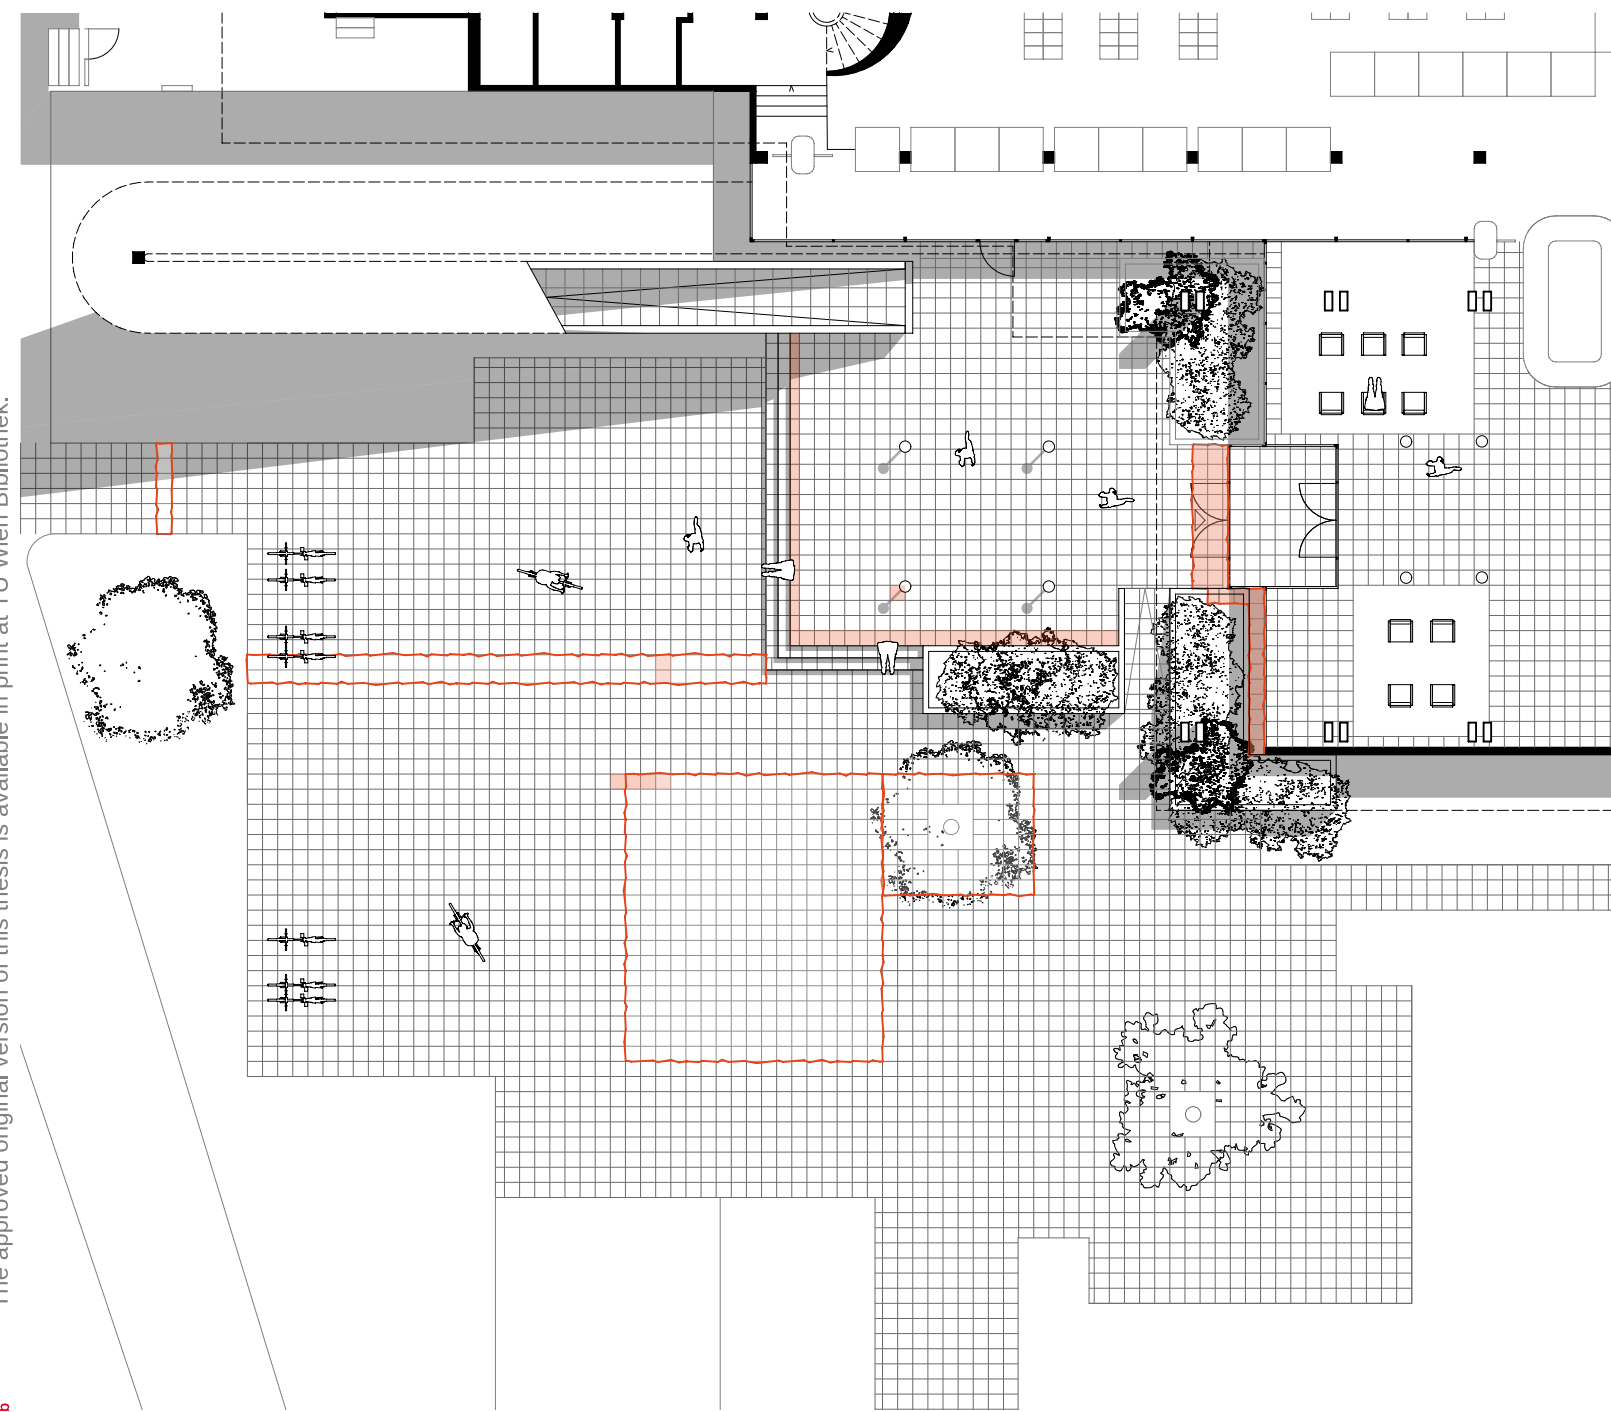 The approved original version of this thesis is available in print at TU Wien Bibliothek.
b